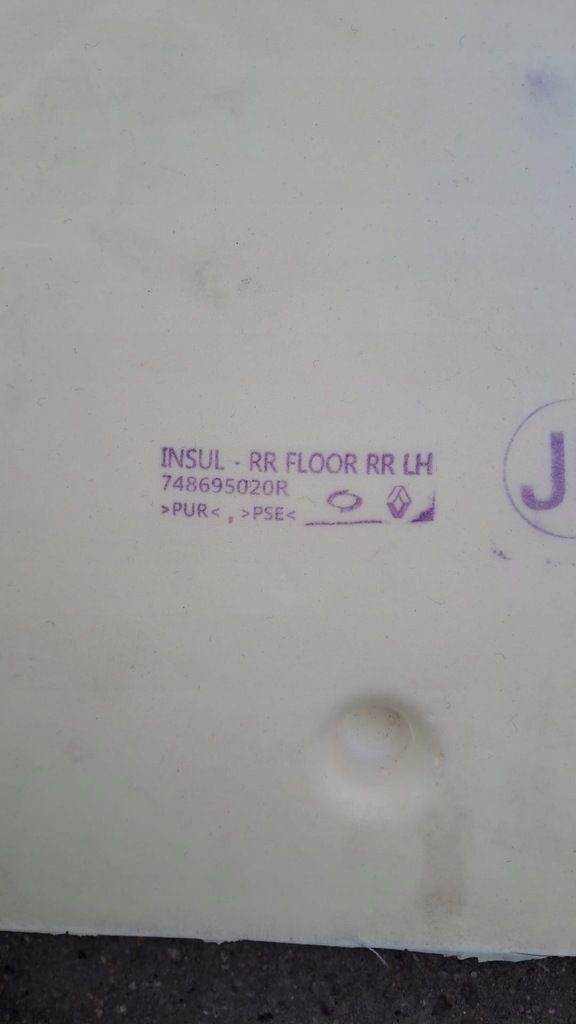 INSUL - RR FLOOR RR LH
748695020R
>PUR< , >PSE<
J